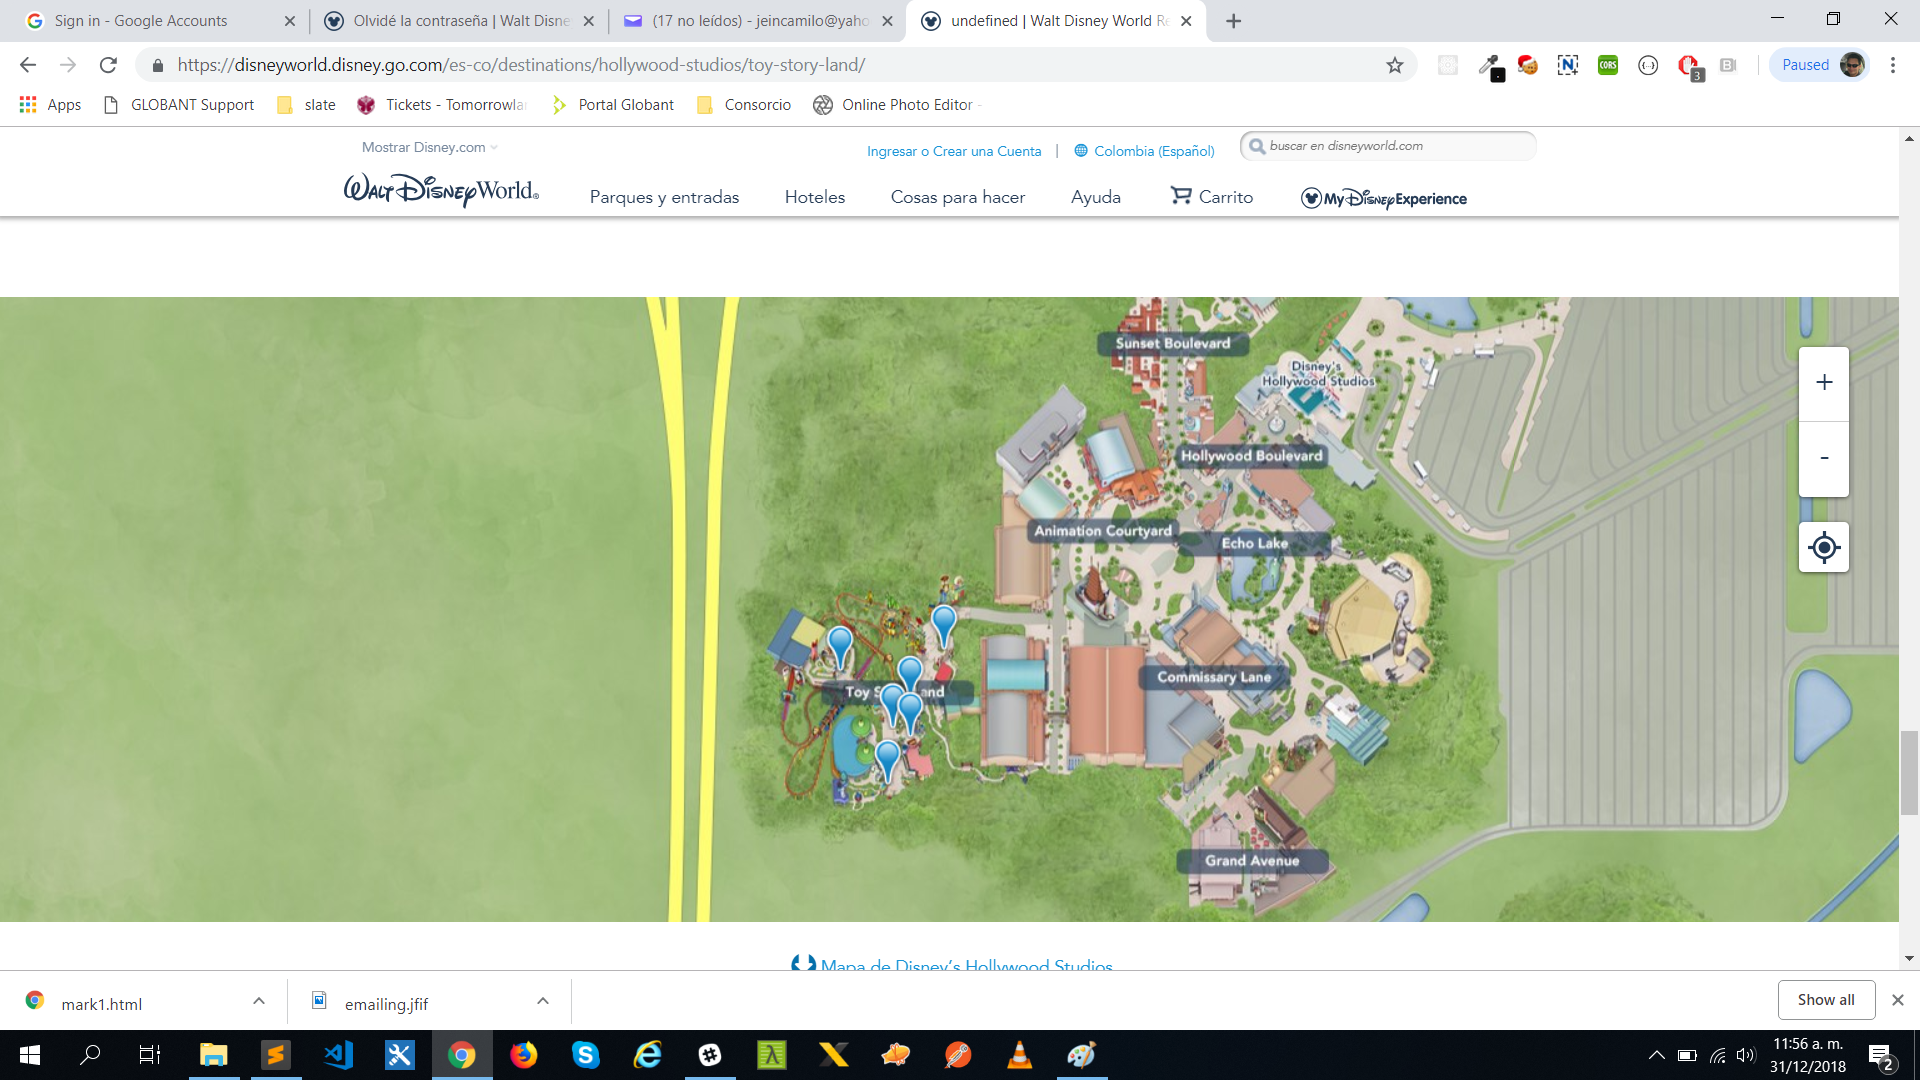 Sign in - Google Accounts
Olvidé la contraseña | Walt Disne
(17 no leídos) - jeincamilo@yaho
undefined | Walt Disney World Re
https://disneyworld.disney.go.com/es-co/destinations/hollywood-studios/toy-story-land/
CORS
3
Paused
Apps
GLOBANT Support
slate
Tickets - Tomorrowla
Portal Globant
Consorcio
Online Photo Editor -
Mostrar Disney.com
Ingresar o Crear una Cuenta
|
Colombia (Español)
buscar en disneyworld.com
WALT DISNEY World.
Parques y entradas
Hoteles
Cosas para hacer
Ayuda
Carrito
My Disney Experience
Sunset Boulevard
Disney's
Hollywood Studios
Hollywood Boulevard
Animation Courtyard
Echo Lake
Toy S and
Commissary Lane
Grand Avenue
+
-
Mapa de Disney's Hollywood Studios
mark1.html
emailing.jfif
Show all
11:56 a. m.
31/12/2018
2